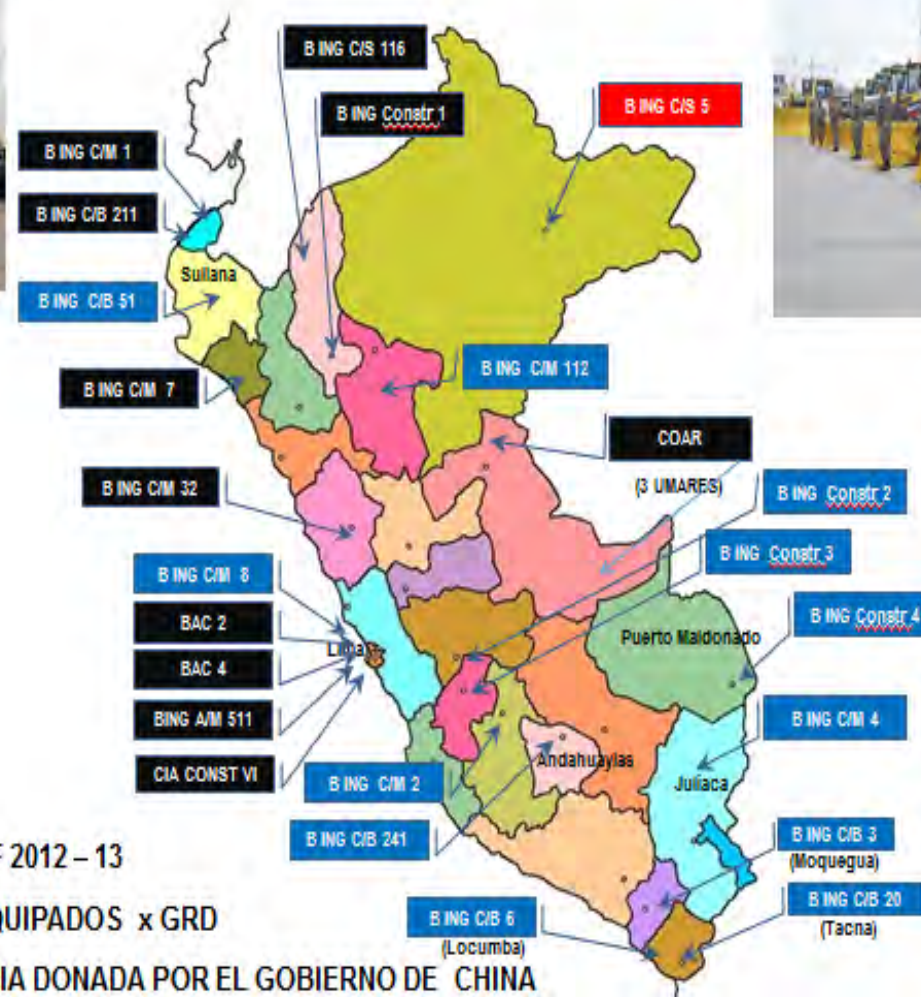 B ING C/S 116
B ING Constr 1
B ING C/S 5
B ING C/M 1
B ING C/B 211
Sullana
B ING C/B 51
B ING C/M 7
B ING C/M 112
COAR
(3 UMARES)
B ING C/M 32
B ING Constr 2
B ING Constr 3
B ING C/M 8
BAC 2
Lima
BAC 4
BING A/M 511
CIA CONST VI
Puerto Maldonado
B ING Constr 4
B ING C/M 4
Andahuaylas
Juliaca
B ING C/M 2
B ING C/B 241
B ING C/B 3
(Moquegua)
B ING C/B 20
(Tacna)
B ING C/B 6
(Locumba)
2012 – 13
QUIPADOS x GRD
IA DONADA POR EL GOBIERNO DE CHINA